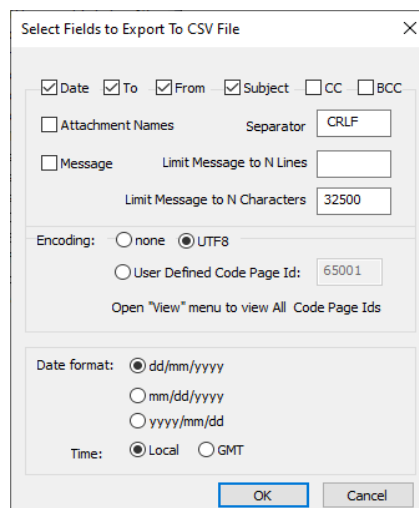 Select Fields to Export To CSV File
Date To From Subject CC BCC
Attachment Names Separator CRLF
Message Limit Message to N Lines
Limit Message to N Characters 32500
Encoding: none UTF8
User Defined Code Page Id: 65001
Open "View" menu to view All Code Page Ids
Date format: dd/mm/yyyy
mm/dd/yyyy
yyyy/mm/dd
Time: Local GMT
OK Cancel